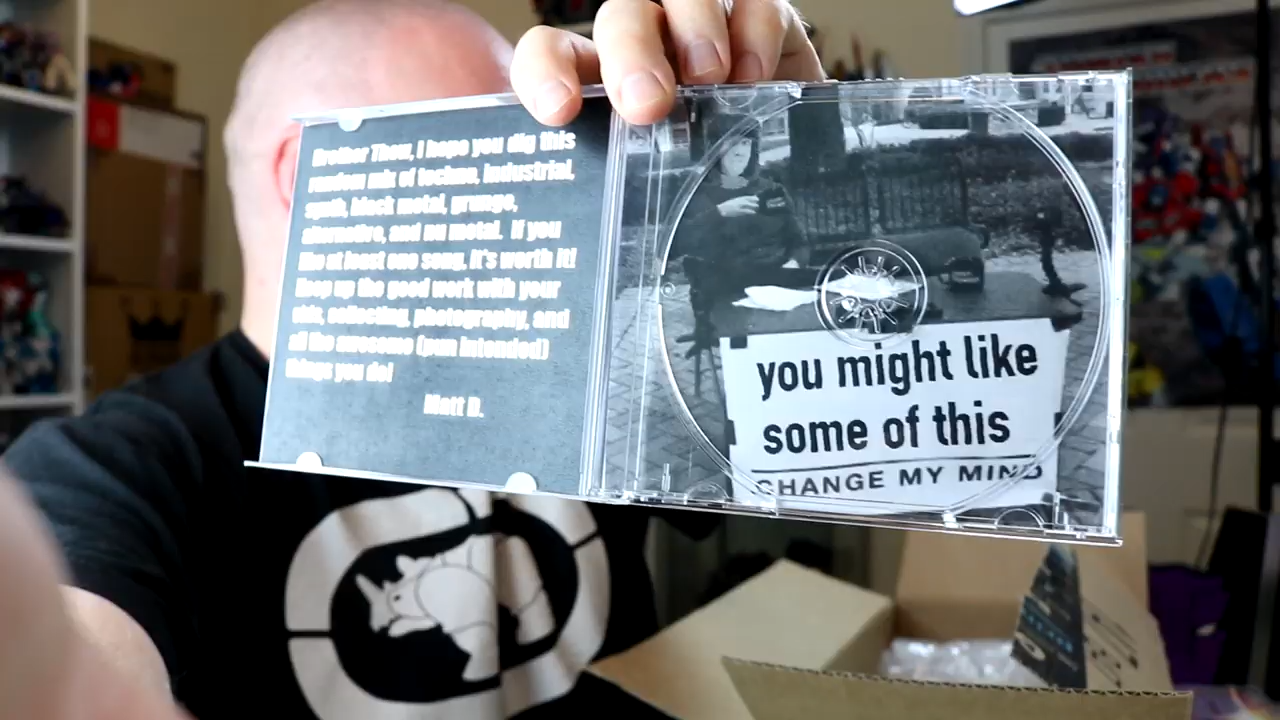 Brother Thew, I hope you dig this
random mix of techno, industrial,
synth, black metal, grunge,
alternative, and nu metal. If you
like at least one song, it's worth it!
Keep up the good work with your
collecting, photography, and
all the awesome (pun intended)
things you do!
Matt D.
you might like
some of this
CHANGE MY MIND